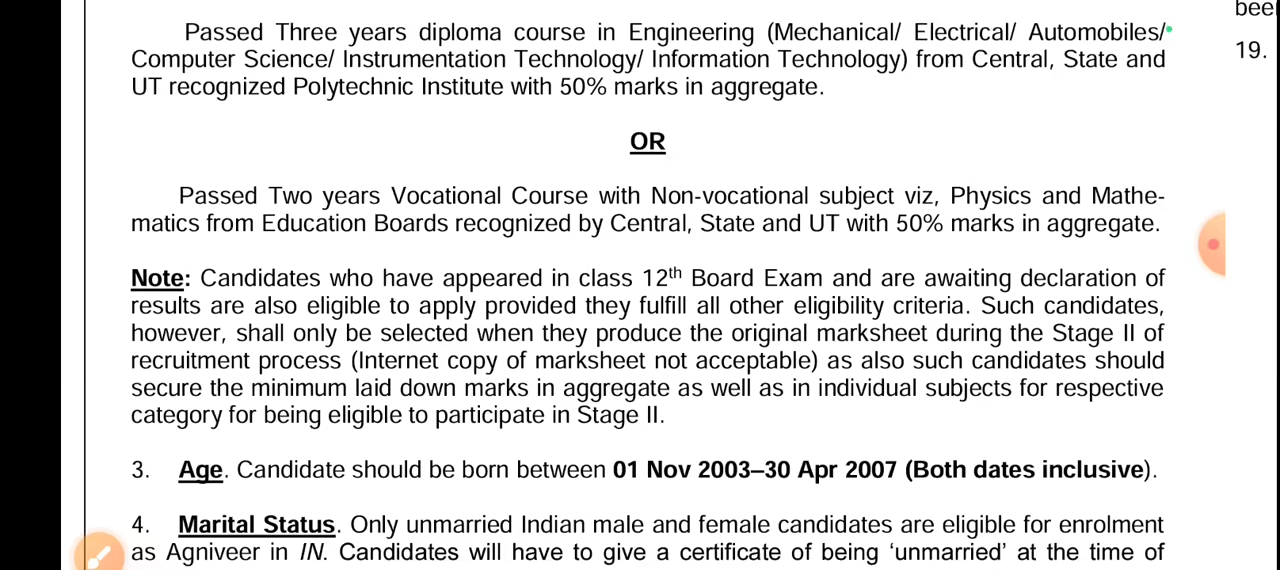 bee
19.
Passed Three years diploma course in Engineering (Mechanical/ Electrical/ Automobiles/
Computer Science/ Instrumentation Technology/ Information Technology) from Central, State and
UT recognized Polytechnic Institute with 50% marks in aggregate.
OR
Passed Two years Vocational Course with Non-vocational subject viz, Physics and Mathe-
matics from Education Boards recognized by Central, State and UT with 50% marks in aggregate.
Note: Candidates who have appeared in class 12th Board Exam and are awaiting declaration of
results are also eligible to apply provided they fulfill all other eligibility criteria. Such candidates,
however, shall only be selected when they produce the original marksheet during the Stage II of
recruitment process (Internet copy of marksheet not acceptable) as also such candidates should
secure the minimum laid down marks in aggregate as well as in individual subjects for respective
category for being eligible to participate in Stage II.
3. Age. Candidate should be born between 01 Nov 2003–30 Apr 2007 (Both dates inclusive).
4. Marital Status. Only unmarried Indian male and female candidates are eligible for enrolment
as Agniveer in IN. Candidates will have to give a certificate of being ‘unmarried’ at the time of